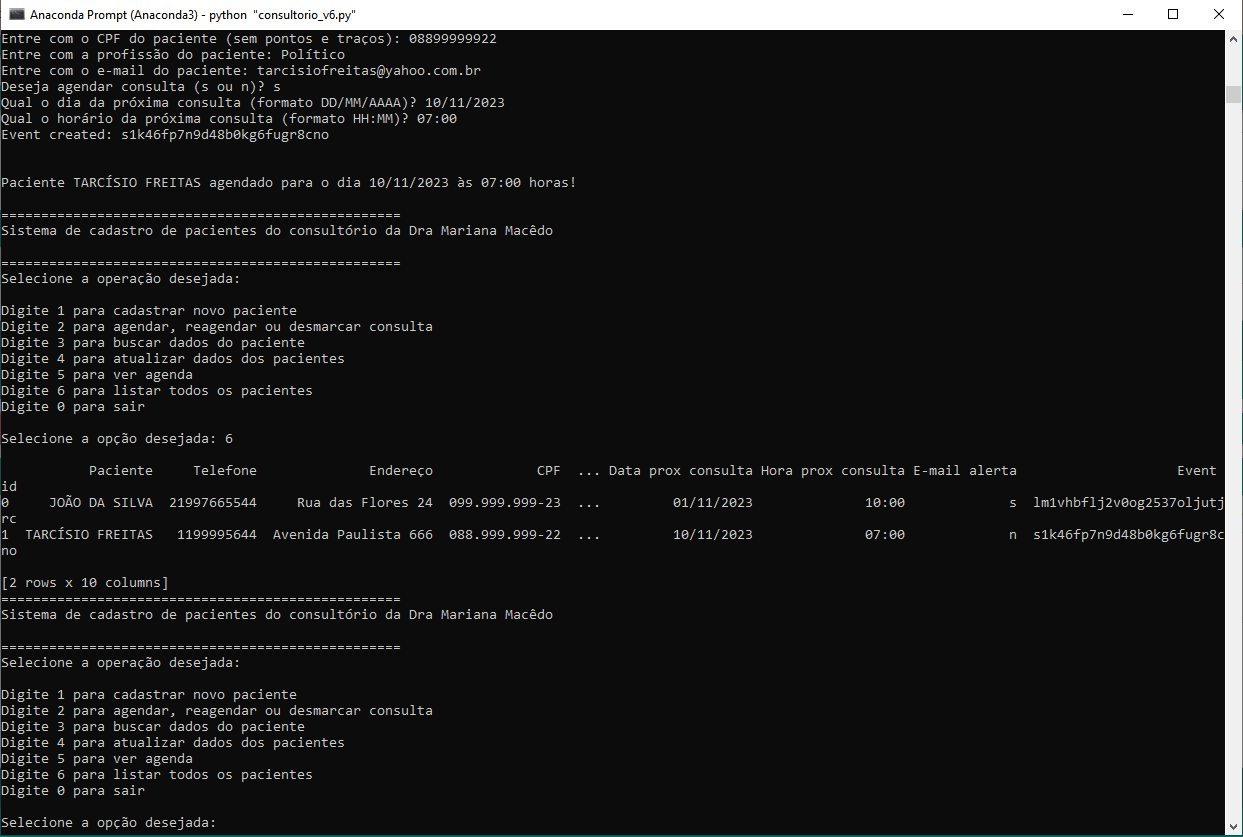 Anaconda Prompt (Anaconda3) - python "consultorio_v6.py"
Entre com o CPF do paciente (sem pontos e traços): 08899999922
Entre com a profissão do paciente: Político
Entre com o e-mail do paciente: tarcisiofreitas@yahoo.com.br
Deseja agendar consulta (s ou n)? s
Qual o dia da próxima consulta (formato DD/MM/AAAA)? 10/11/2023
Qual o horário da próxima consulta (formato HH:MM)? 07:00
Event created: s1k46fp7n9d48b0kg6fugr8cno
Paciente TARCÍSIO FREITAS agendado para o dia 10/11/2023 às 07:00 horas!
==================================================
Sistema de cadastro de pacientes do consultório da Dra Mariana Macêdo
==================================================
Selecione a operação desejada:
Digite 1 para cadastrar novo paciente
Digite 2 para agendar, reagendar ou desmarcar consulta
Digite 3 para buscar dados do paciente
Digite 4 para atualizar dados dos pacientes
Digite 5 para ver agenda
Digite 6 para listar todos os pacientes
Digite 0 para sair
Selecione a opção desejada: 6
Paciente Telefone Endereço CPF ... Data prox consulta Hora prox consulta E-mail alerta Event
id
0 JOÃO DA SILVA 21997665544 Rua das Flores 24 099.999.999-23 ... 01/11/2023 10:00 s lm1vhbflj2v0og2537oljutj
rc
1 TARCÍSIO FREITAS 1199995644 Avenida Paulista 666 088.999.999-22 ... 10/11/2023 07:00 n s1k46fp7n9d48b0kg6fugr8c
no
[2 rows x 10 columns]
==================================================
Sistema de cadastro de pacientes do consultório da Dra Mariana Macêdo
==================================================
Selecione a operação desejada:
Digite 1 para cadastrar novo paciente
Digite 2 para agendar, reagendar ou desmarcar consulta
Digite 3 para buscar dados do paciente
Digite 4 para atualizar dados dos pacientes
Digite 5 para ver agenda
Digite 6 para listar todos os pacientes
Digite 0 para sair
Selecione a opção desejada: